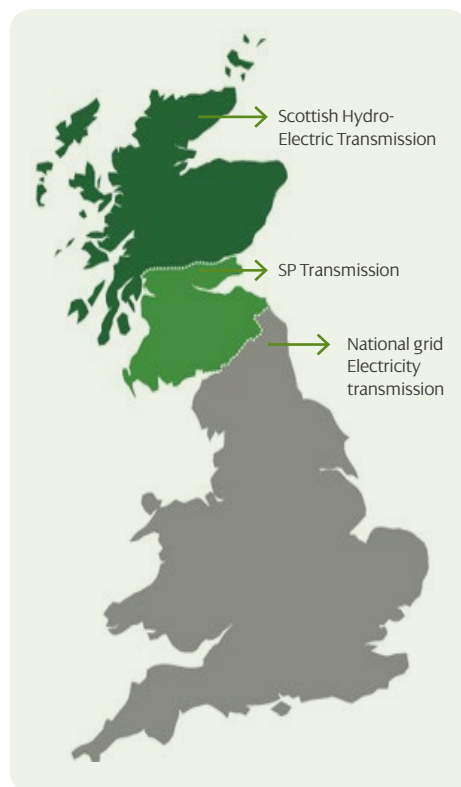 Scottish Hydro-
Electric Transmission
SP Transmission
National grid
Electricity
transmission